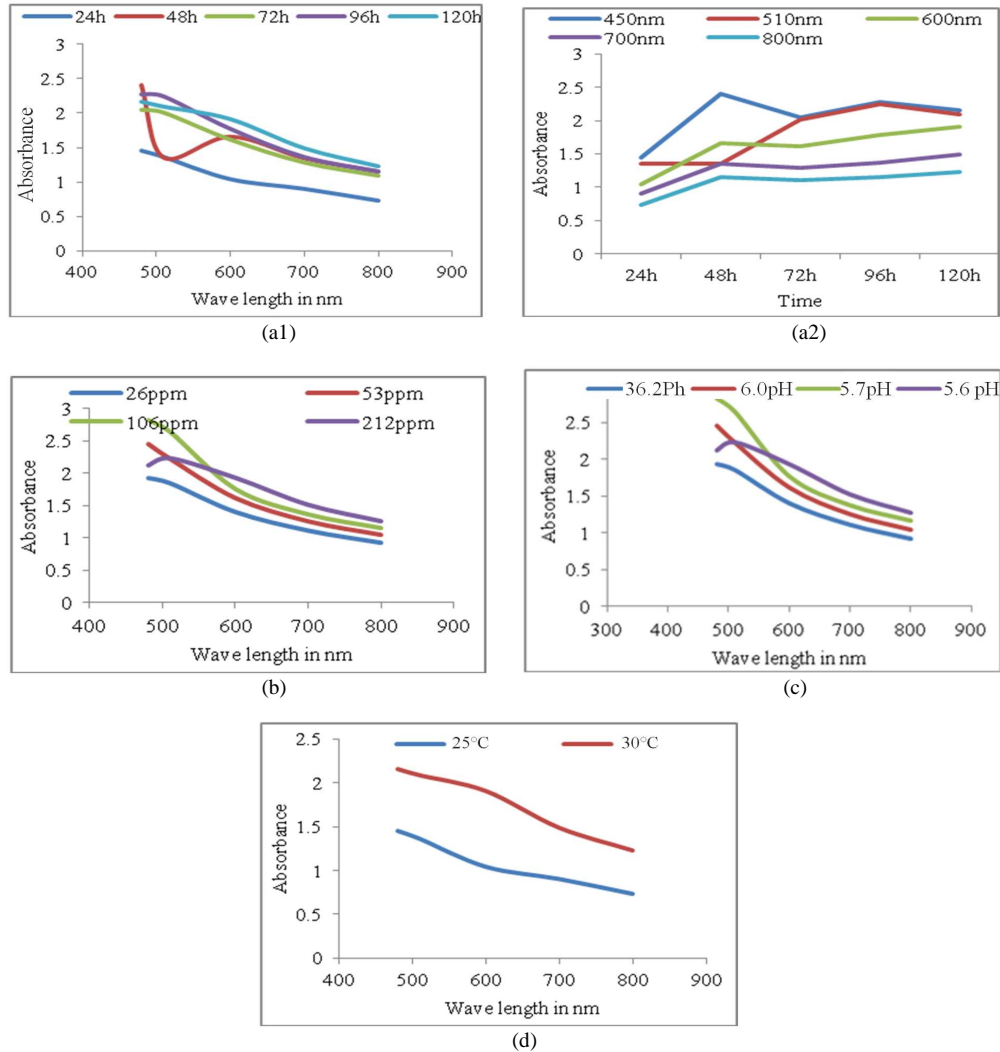 24h 48h 72h 96h 120h
3
2.5
2
1.5
1
0.5
0
Absorbance
400 500 600 700 800 900
Wave length in nm
(a1)
450nm 510nm 600nm
700nm 800nm
3
2.5
2
1.5
1
0.5
0
Absorbance
24h 48h 72h 96h 120h
Time
(a2)
26ppm 53ppm
106ppm 212ppm
3
2.5
2
1.5
1
0.5
0
Absorbance
400 500 600 700 800 900
Wave length in nm
(b)
36.2Ph 6.0pH 5.7pH 5.6 pH
2.5
2
1.5
1
0.5
0
Absorbance
300 400 500 600 700 800 900
Wave length in nm
(c)
25°C 30°C
2.5
2
1.5
1
0.5
0
Absorbance
400 500 600 700 800 900
Wave length in nm
(d)